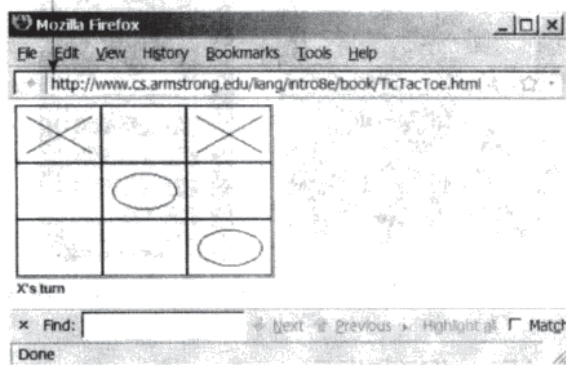 Mozilla Firefox
File Edit View History Bookmarks Tools Help
http://www.cs.armstrong.edu/liang/intro8e/book/TicTacToe.html
X's turn
× Find: Next Previous Highlight all Match
Done